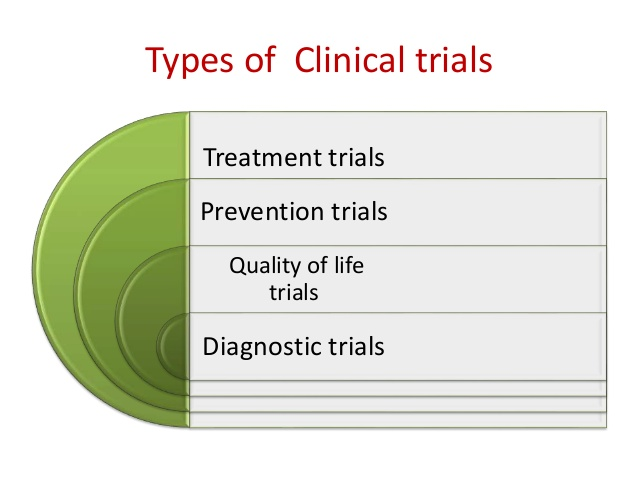 Types of  Clinical trials
Treatment trials
Prevention trials
Quality of life
trials
Diagnostic trials